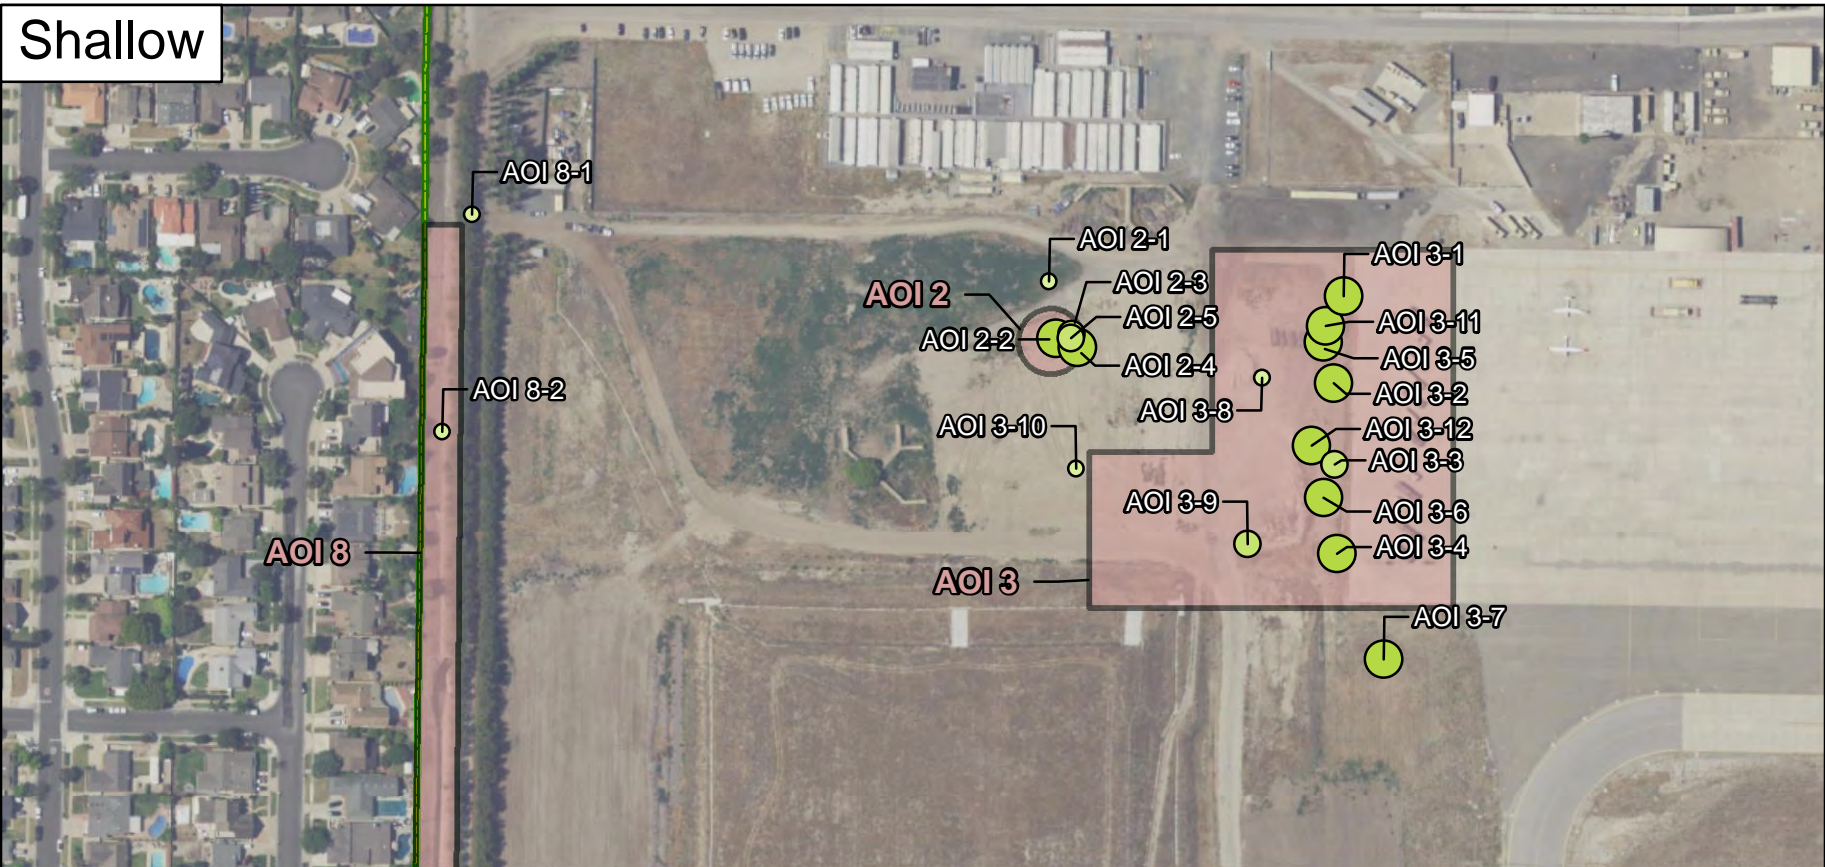 Shallow
AOI 8-1
AOI 2-1
AOI 3-1
AOI 2-3
AOI 2
AOI 2-5
AOI 3-11
AOI 2-2
AOI 3-5
AOI 2-4
AOI 8-2
AOI 3-2
AOI 3-8
AOI 3-10
AOI 3-12
AOI 3-3
AOI 3-9
AOI 3-6
AOI 8
AOI 3-4
AOI 3
AOI 3-7